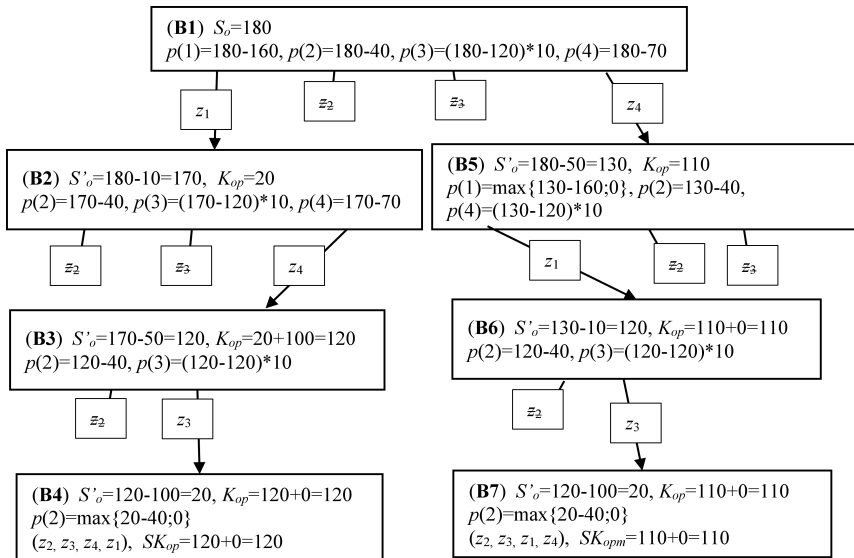 (B1) Sₒ=180
p(1)=180-160, p(2)=180-40, p(3)=(180-120)*10, p(4)=180-70
z₁ z₂ z₃ z₄
(B2) S’ₒ=180-10=170, Kₒₚ=20
p(2)=170-40, p(3)=(170-120)*10, p(4)=170-70
(B5) S’ₒ=180-50=130, Kₒₚ=110
p(1)=max{130-160;0}, p(2)=130-40,
p(4)=(130-120)*10
z₂ z₃ z₄
z₁ z₂ z₃
(B3) S’ₒ=170-50=120, Kₒₚ=20+100=120
p(2)=120-40, p(3)=(120-120)*10
(B6) S’ₒ=130-10=120, Kₒₚ=110+0=110
p(2)=120-40, p(3)=(120-120)*10
z₂ z₃
z₂ z₃
(B4) S’ₒ=120-100=20, Kₒₚ=120+0=120
p(2)=max{20-40;0}
(z₂, z₃, z₄, z₁), SKₒₚ=120+0=120
(B7) S’ₒ=120-100=20, Kₒₚ=110+0=110
p(2)=max{20-40;0}
(z₂, z₃, z₁, z₄), SKₒₚₘ=110+0=110